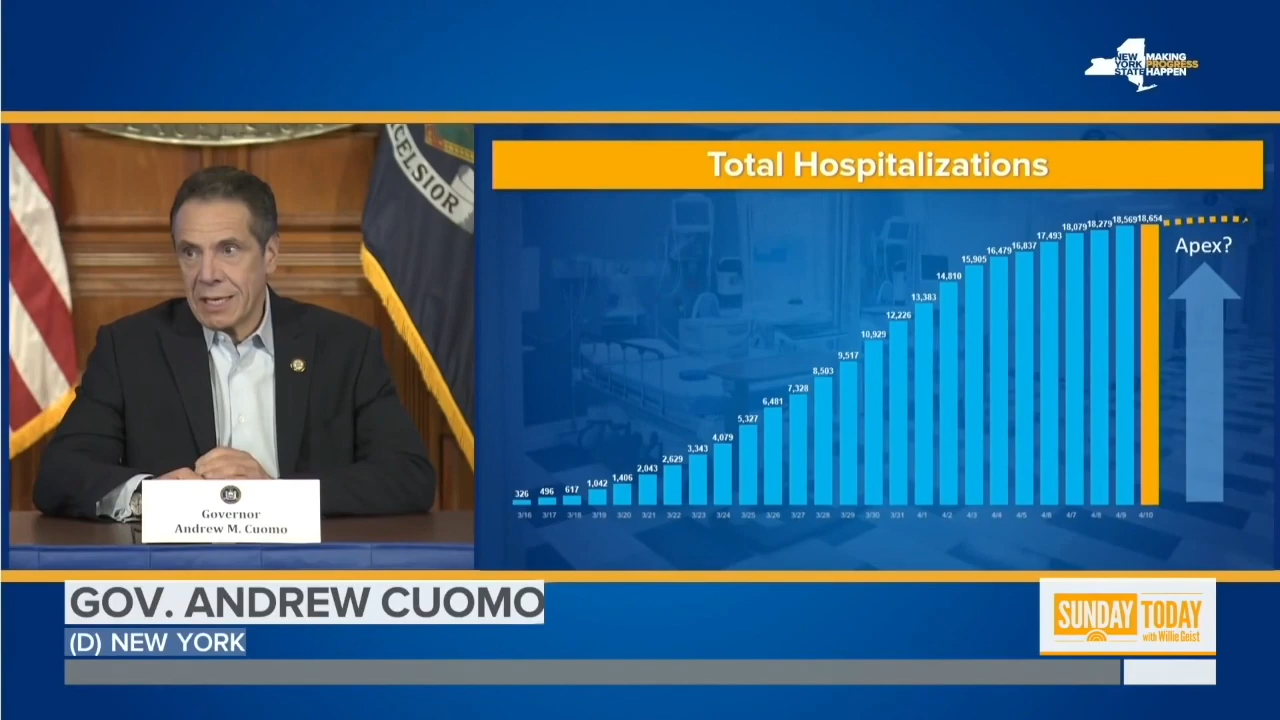 NEW
YORK
STATE
MAKING
PROGRESS
HAPPEN
CELSIOR
Total Hospitalizations
326
496
617
1,042
1,406
2,043
2,629
3,343
4,079
5,327
6,481
7,328
8,503
9,517
10,929
12,226
13,383
14,810
15,905
16,479
16,837
17,493
18,079
18,279
18,569
18,654
Apex?
3/16 3/17 3/18 3/19 3/20 3/21 3/22 3/23 3/24 3/25 3/26 3/27 3/28 3/29 3/30 3/31 4/1 4/2 4/3 4/4 4/5 4/6 4/7 4/8 4/9 4/10
Governor
Andrew M. Cuomo
GOV. ANDREW CUOMO
(D) NEW YORK
SUNDAY TODAY
with Willie Geist